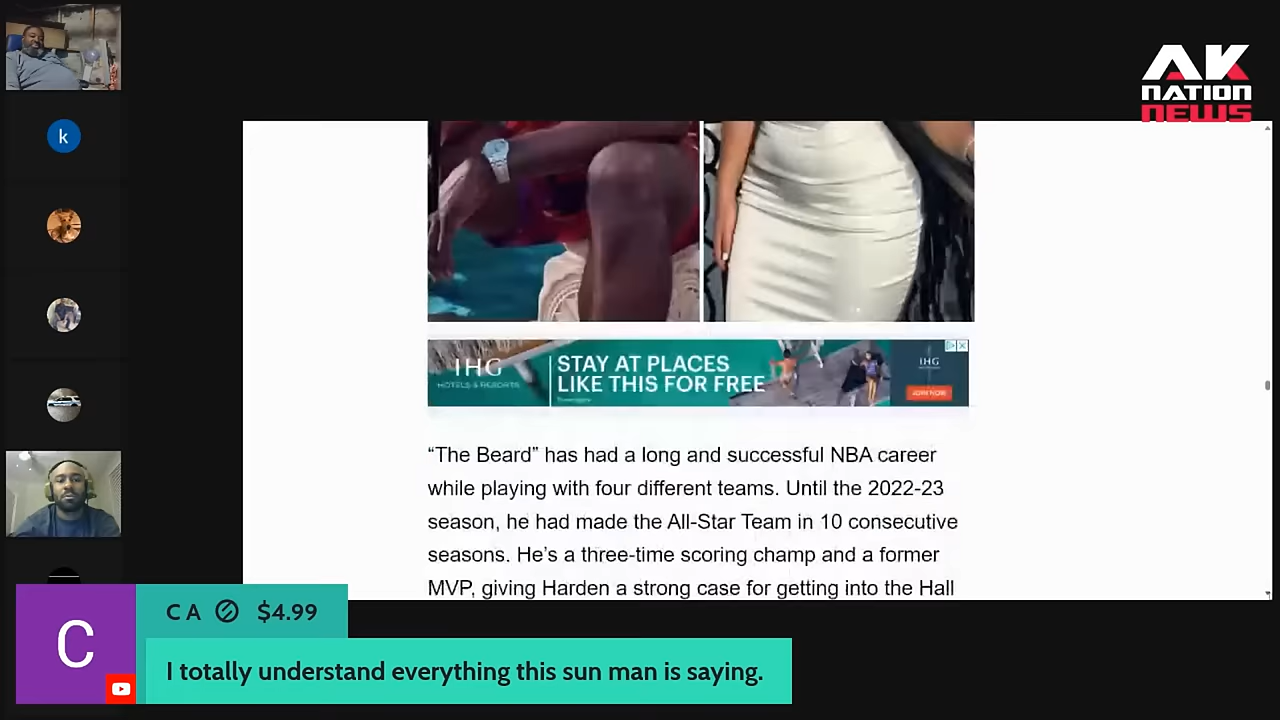 AK
NATION
NEWS
k
IHG
HOTELS & RESORTS
STAY AT PLACES
LIKE THIS FOR FREE
IHG
JOIN NOW
“The Beard” has had a long and successful NBA career
while playing with four different teams. Until the 2022-23
season, he had made the All-Star Team in 10 consecutive
seasons. He’s a three-time scoring champ and a former
MVP, giving Harden a strong case for getting into the Hall
C
C A $4.99
I totally understand everything this sun man is saying.